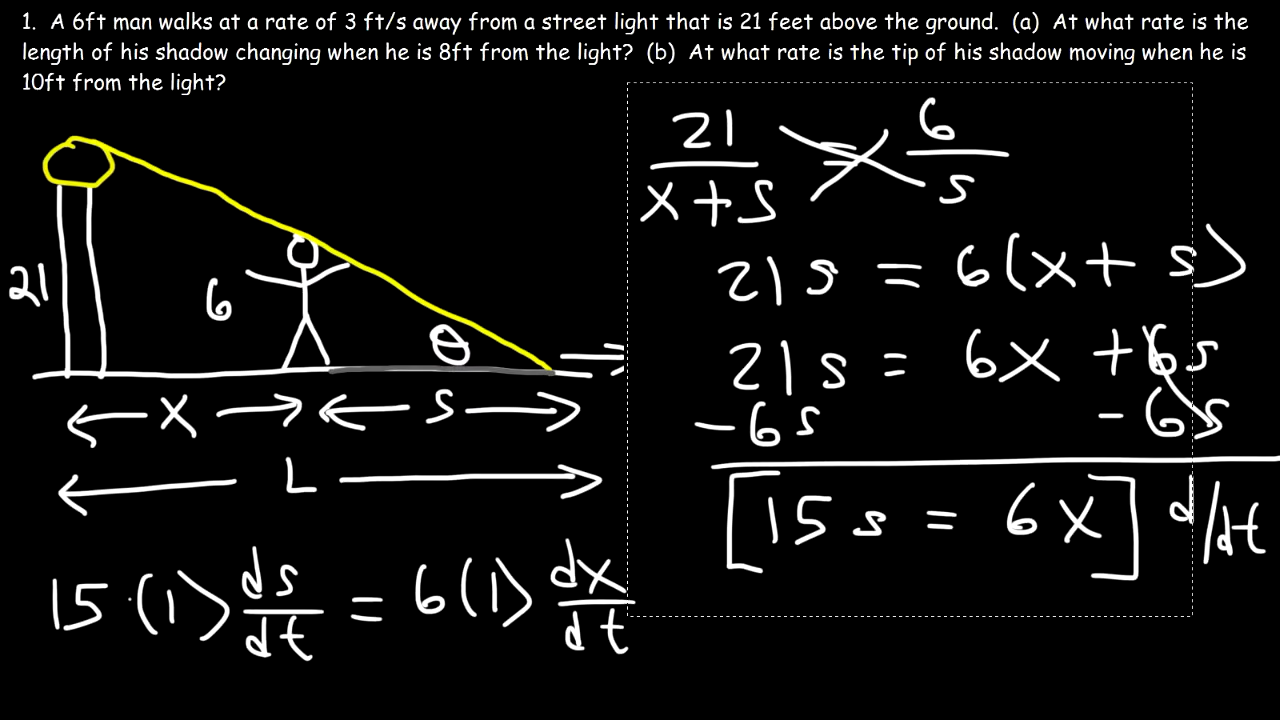 1. A 6ft man walks at a rate of 3 ft/s away from a street light that is 21 feet above the ground. (a) At what rate is the
length of his shadow changing when he is 8ft from the light? (b) At what rate is the tip of his shadow moving when he is
10ft from the light?
21/(x+s) = 6/s
21s = 6(x+s)
21s = 6x + 6s
-6s -6s
[15s = 6x] d/dt
21
6
θ
x s
L
15·(1) ds/dt = 6(1) dx/dt